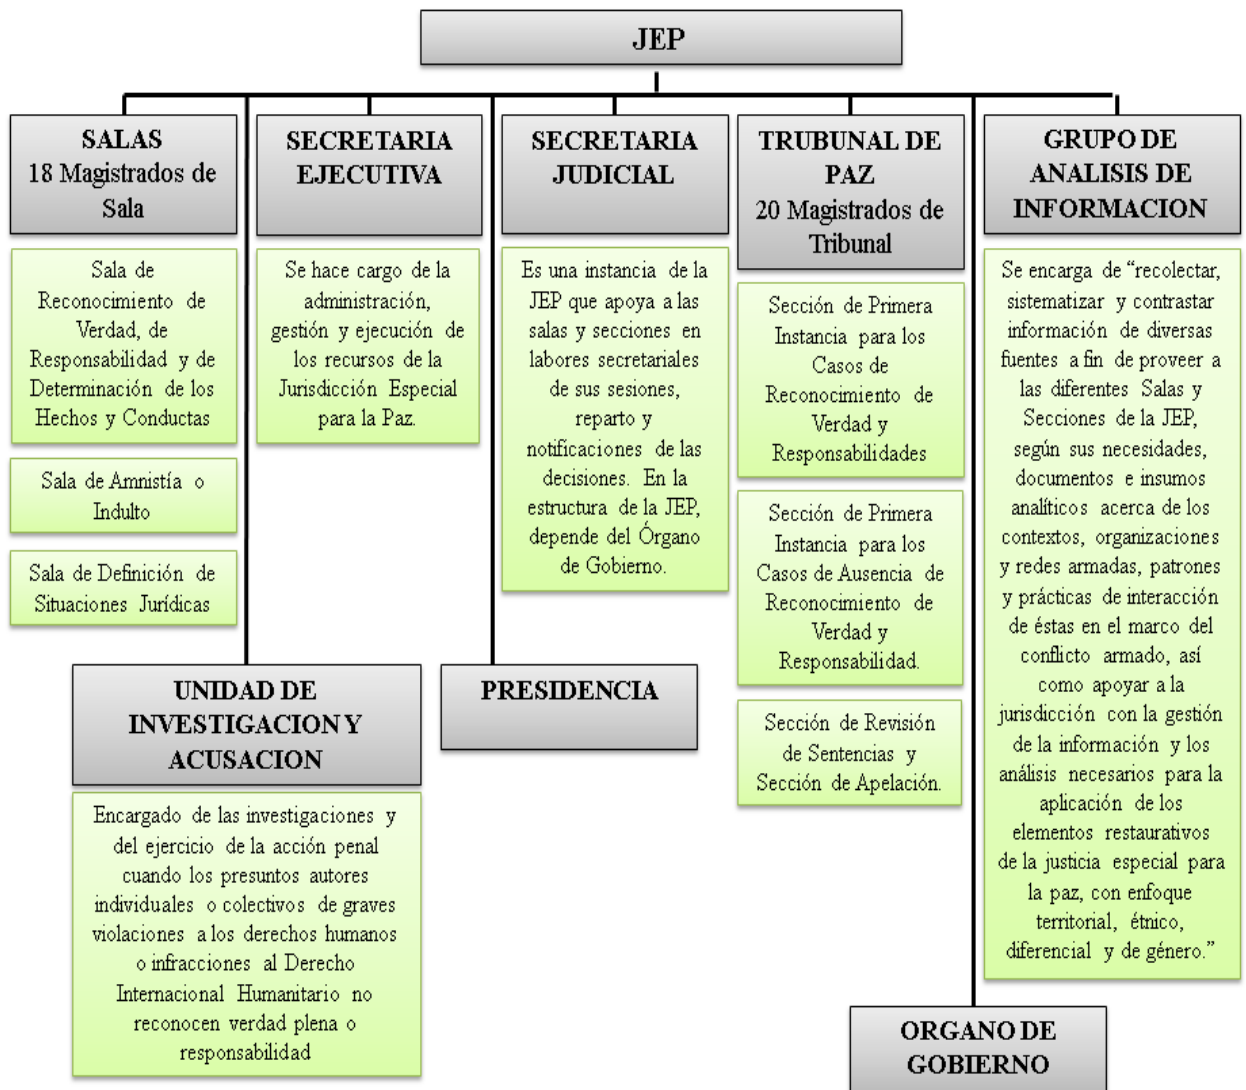 JEP
SALAS
18 Magistrados de
Sala
Sala de
Reconocimiento de
Verdad, de
Responsabilidad y de
Determinación de los
Hechos y Conductas
Sala de Amnistía o
Indulto
Sala de Definición de
Situaciones Jurídicas
SECRETARIA
EJECUTIVA
Se hace cargo de la
administración,
gestión y ejecución de
los recursos de la
Jurisdicción Especial
para la Paz.
SECRETARIA
JUDICIAL
Es una instancia de la
JEP que apoya a las
salas y secciones en
labores secretariales
de sus sesiones,
reparto y
notificaciones de las
decisiones. En la
estructura de la JEP,
depende del Órgano
de Gobierno.
TRUBUNAL DE
PAZ
20 Magistrados de
Tribunal
Sección de Primera
Instancia para los
Casos de
Reconocimiento de
Verdad y
Responsabilidades
Sección de Primera
Instancia para los
Casos de Ausencia de
Reconocimiento de
Verdad y
Responsabilidad.
Sección de Revisión
de Sentencias y
Sección de Apelación.
GRUPO DE
ANALISIS DE
INFORMACION
Se encarga de “recolectar,
sistematizar y contrastar
información de diversas
fuentes a fin de proveer a
las diferentes Salas y
Secciones de la JEP,
según sus necesidades,
documentos e insumos
analíticos acerca de los
contextos, organizaciones
y redes armadas, patrones
y prácticas de interacción
de éstas en el marco del
conflicto armado, así
como apoyar a la
jurisdicción con la gestión
de la información y los
análisis necesarios para la
aplicación de los
elementos restaurativos
de la justicia especial para
la paz, con enfoque
territorial, étnico,
diferencial y de género.”
UNIDAD DE
INVESTIGACION Y
ACUSACION
Encargado de las investigaciones y
del ejercicio de la acción penal
cuando los presuntos autores
individuales o colectivos de graves
violaciones a los derechos humanos
o infracciones al Derecho
Internacional Humanitario no
reconocen verdad plena o
responsabilidad
PRESIDENCIA
ORGANO DE
GOBIERNO